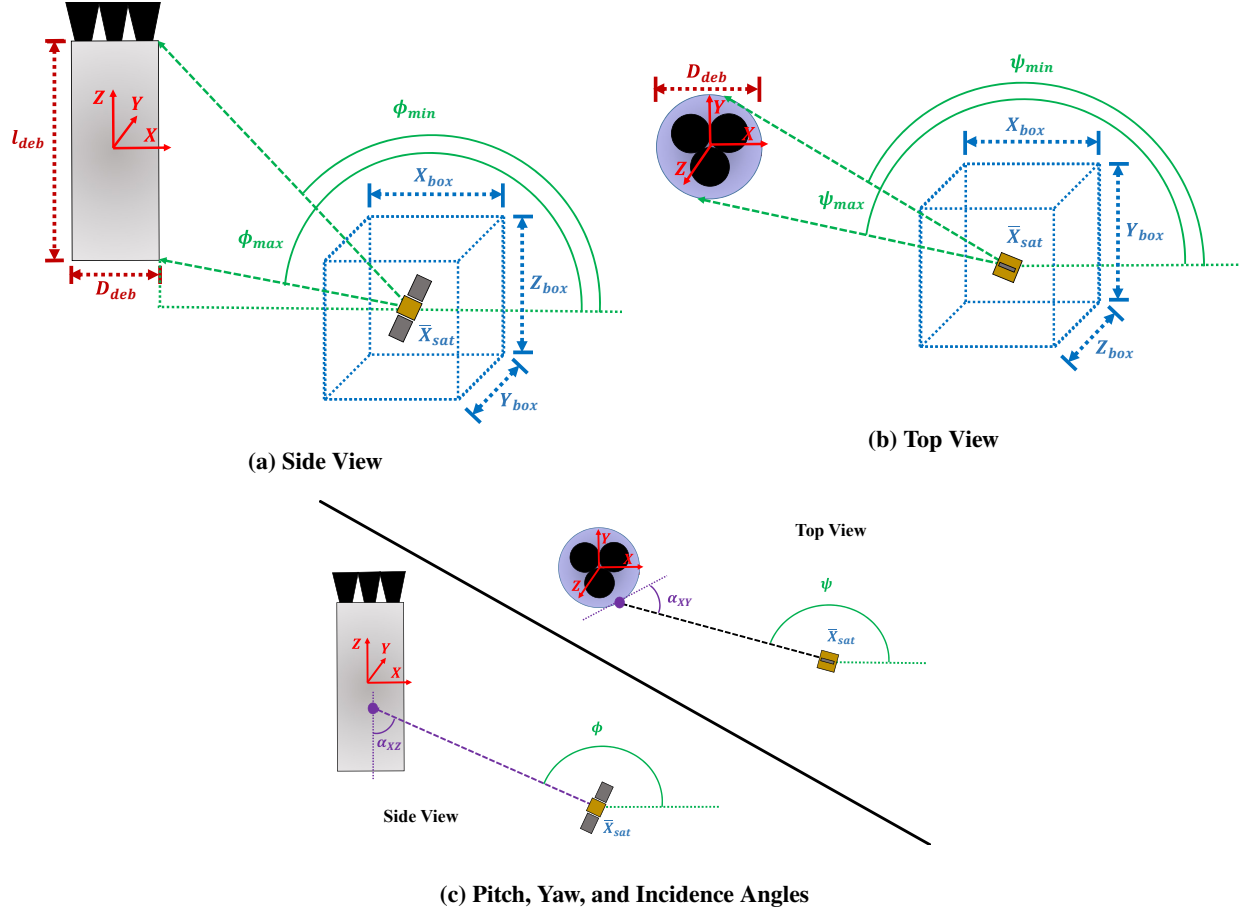 l_deb
Z
Y
X
D_deb
ϕ_min
ϕ_max
X_box
Z_box
Y_box
X̅_sat
(a) Side View
D_deb
Y
X
Z
ψ_min
ψ_max
X_box
Y_box
Z_box
X̅_sat
(b) Top View
Top View
Y
X
Z
α_XY
ψ
X̅_sat
Z
Y
X
α_XZ
ϕ
X̅_sat
Side View
(c) Pitch, Yaw, and Incidence Angles